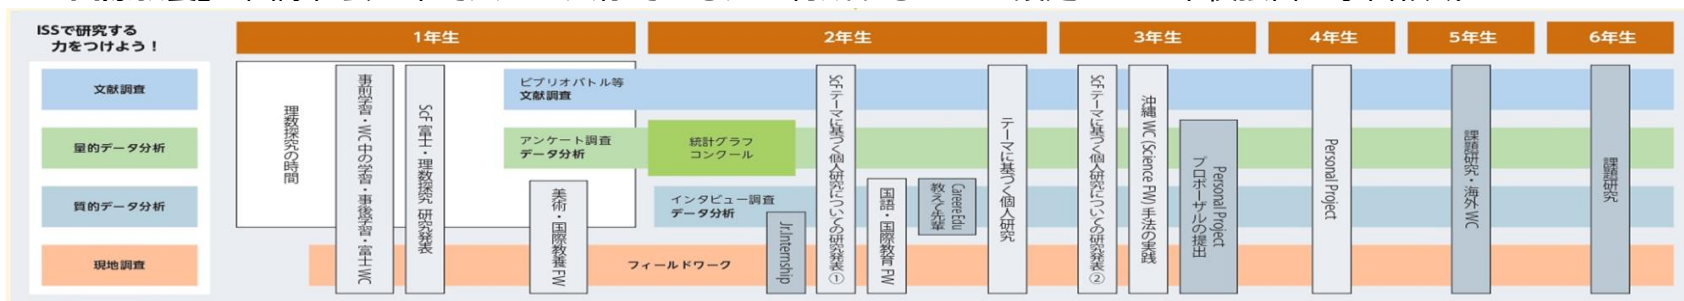 ISSで研究する
力をつけよう！
1年生
2年生
3年生
4年生
5年生
6年生
文献調査
量的データ分析
質的データ分析
現地調査
理数探究の時間
事前学習・WC中の学習・事後学習・富士WC
ScF 富士・理数探究 研究発表
ビブリオバトル等
文献調査
アンケート調査
データ分析
美術・国際教養FW
統計グラフ
コンクール
インタビュー調査
データ分析
フィールドワーク
Jr.Internship
ScFテーマに基づく個人研究についての研究発表①
国語・国際教育FW
Careere Edu
教えて先輩
テーマに基づく個人研究
ScFテーマに基づく個人研究についての研究発表②
沖縄WC (Science FW) 手法の実践
Personal Project
プロポーザルの提出
Personal Project
課題研究・海外WC
課題研究